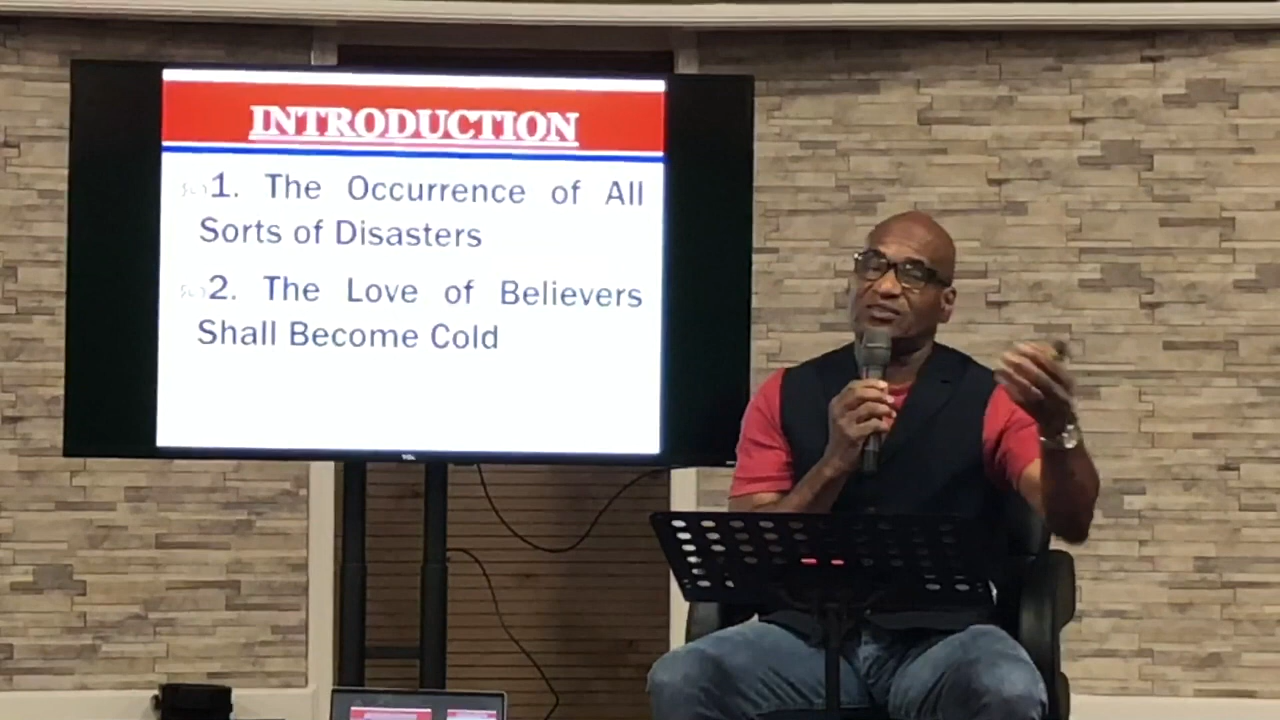 INTRODUCTION
1. The Occurrence of All
Sorts of Disasters
2. The Love of Believers
Shall Become Cold